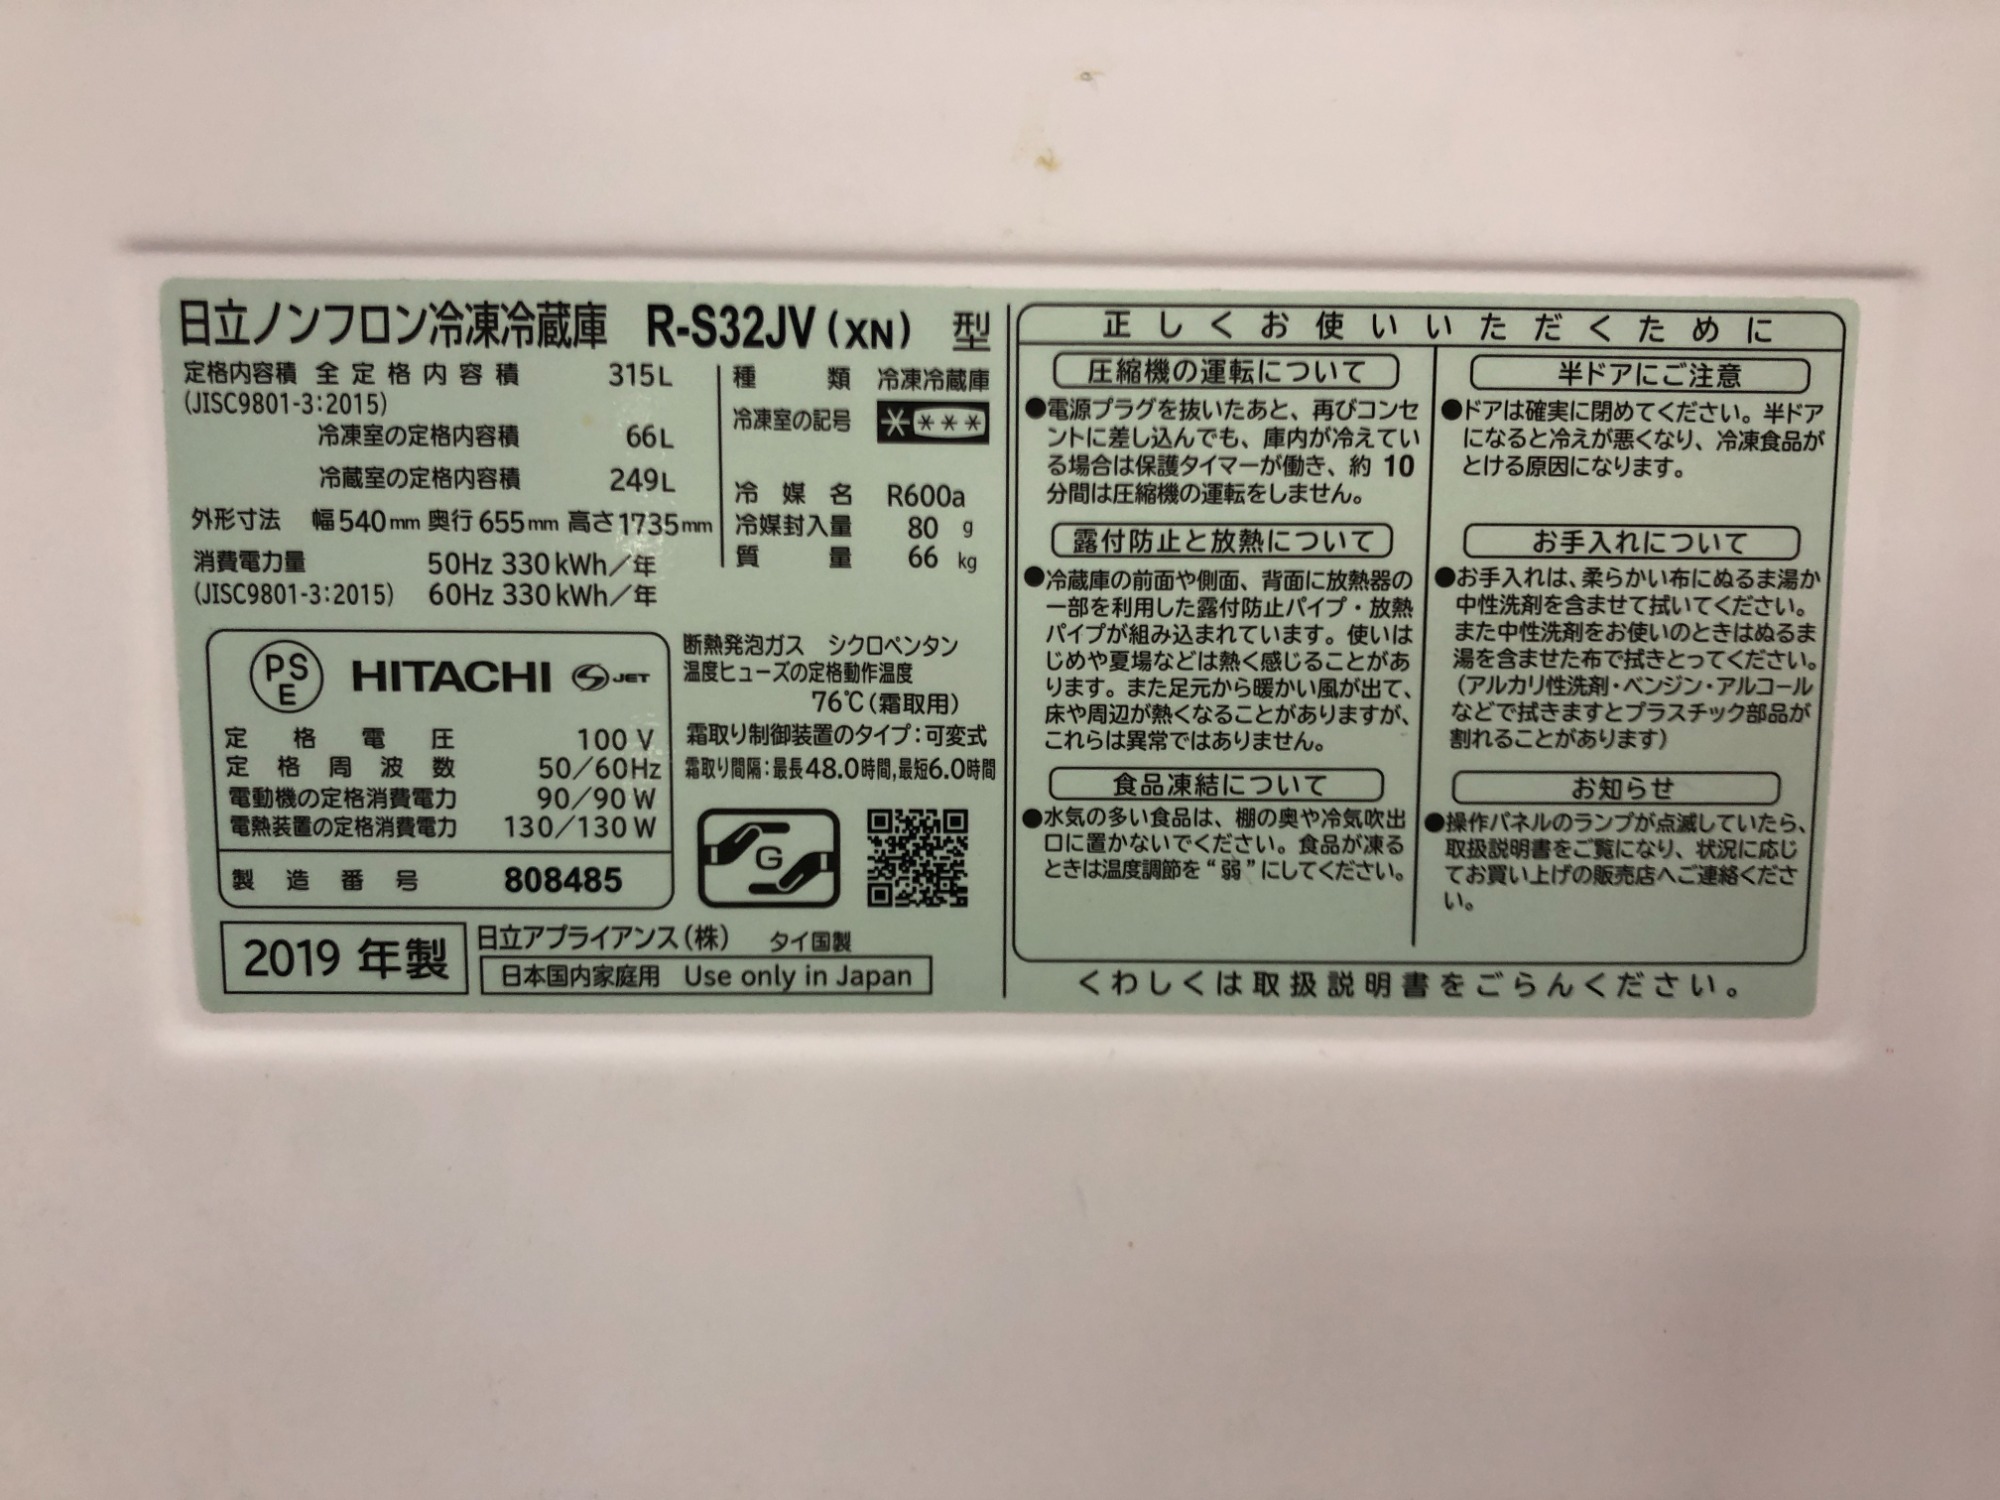 日立ノンフロン冷凍冷蔵庫 R-S32JV(XN) 型
定格内容積 全定格内容積 315L
(JISC9801-3:2015)
冷凍室の定格内容積 66L
冷蔵室の定格内容積 249L
外形寸法 幅540mm 奥行655mm 高さ1735mm
消費電力量 50Hz 330kWh/年
(JISC9801-3:2015) 60Hz 330kWh/年
種類 冷凍冷蔵庫
冷凍室の記号 ****
冷媒名 R600a
冷媒封入量 80 g
質量 66 kg
PS
E
HITACHI S JET
定格電圧 100 V
定格周波数 50/60Hz
電動機の定格消費電力 90/90 W
電熱装置の定格消費電力 130/130 W
製造番号 808485
断熱発泡ガス シクロペンタン
温度ヒューズの定格動作温度
76℃(霜取用)
霜取り制御装置のタイプ:可変式
霜取り間隔:最長48.0時間,最短6.0時間
G
2019 年製
日立アプライアンス(株) タイ国製
日本国内家庭用 Use only in Japan
正しくお使いいただくために
圧縮機の運転について
●電源プラグを抜いたあと、再びコンセ
ントに差し込んでも、庫内が冷えてい
る場合は保護タイマーが働き、約 10
分間は圧縮機の運転をしません。
露付防止と放熱について
●冷蔵庫の前面や側面、背面に放熱器の
一部を利用した露付防止パイプ・放熱
パイプが組み込まれています。使いは
じめや夏場などは熱く感じることがあ
ります。また足元から暖かい風が出て、
床や周辺が熱くなることがありますが、
これらは異常ではありません。
食品凍結について
●水気の多い食品は、棚の奥や冷気吹出
口に置かないでください。食品が凍る
ときは温度調節を“弱”にしてください。
半ドアにご注意
●ドアは確実に閉めてください。半ドア
になると冷えが悪くなり、冷凍食品が
とける原因になります。
お手入れについて
●お手入れは、柔らかい布にぬるま湯か
中性洗剤を含ませて拭いてください。
また中性洗剤をお使いのときはぬるま
湯を含ませた布で拭きとってください。
(アルカリ性洗剤・ベンジン・アルコール
などで拭きますとプラスチック部品が
割れることがあります)
お知らせ
●操作パネルのランプが点滅していたら、
取扱説明書をご覧になり、状況に応じ
てお買い上げの販売店へご連絡くださ
い。
くわしくは取扱説明書をごらんください。